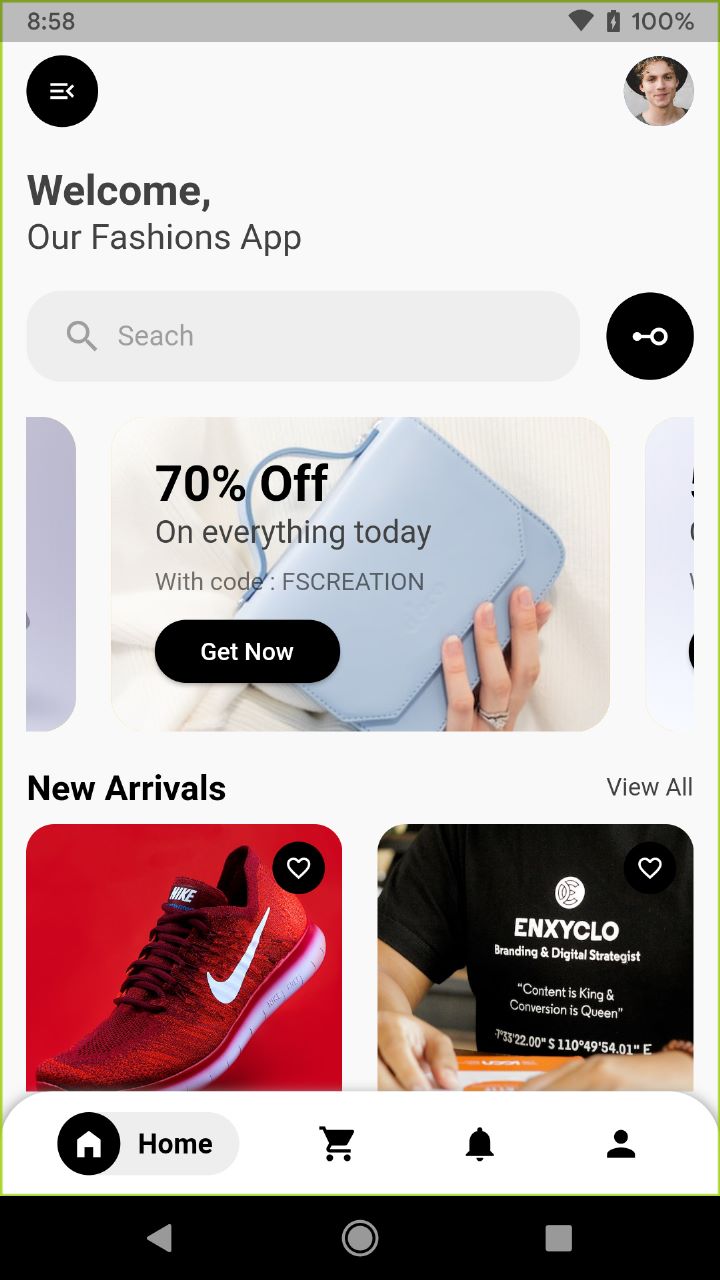 8:58
100%
Welcome,
Our Fashions App
Seach
70% Off
On everything today
With code : FSCREATION
Get Now
New Arrivals
View All
NIKE
ENXYCLO
Branding & Digital Strategist
"Content is King &
Conversion is Queen"
7°33'22.00" S 110°49'54.01" E
Home